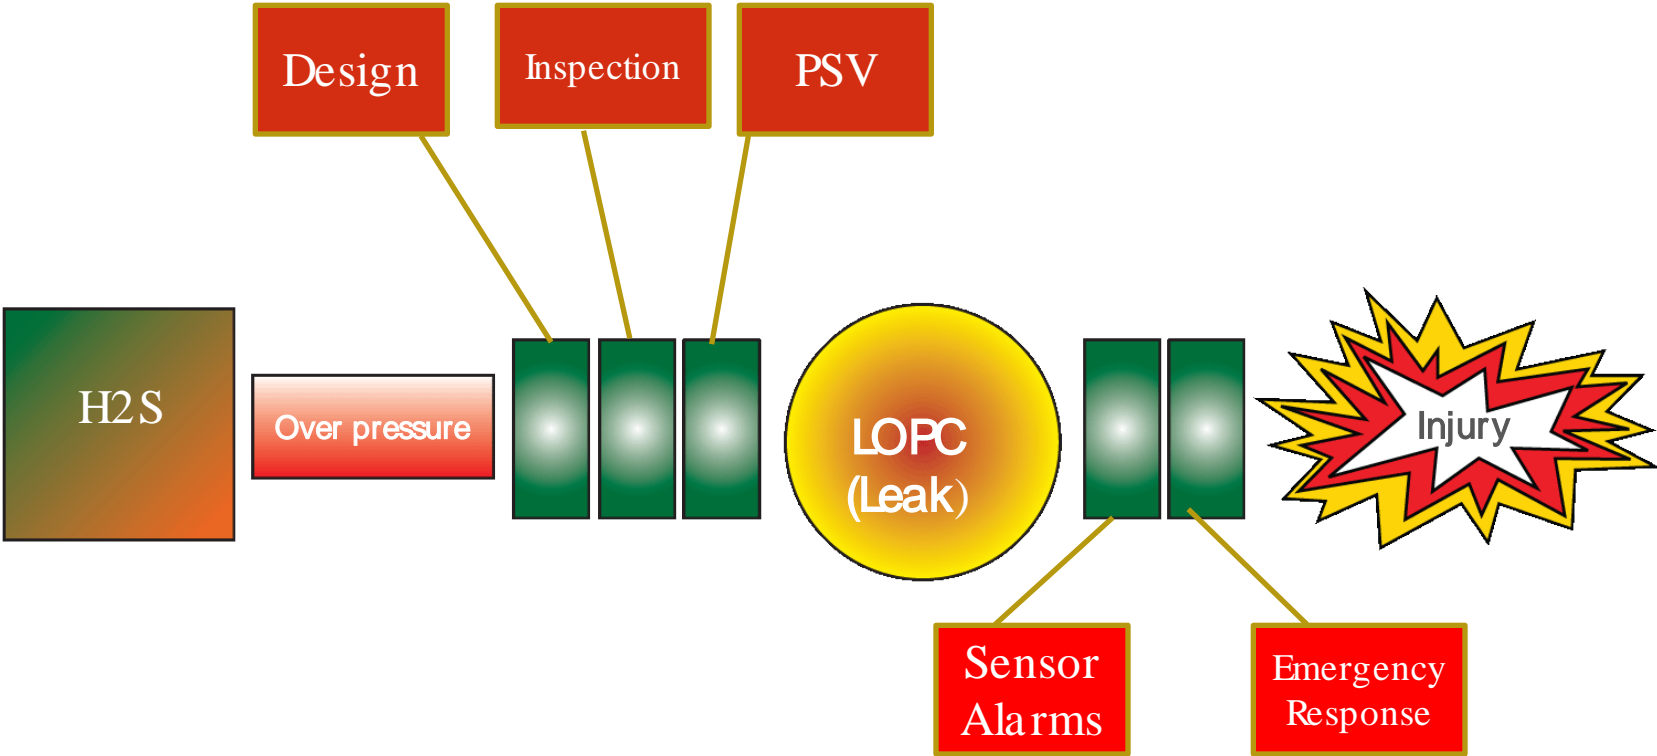 Design
Inspection
PSV
H2S
Over pressure
LOPC
(Leak)
Injury
Sensor
Alarms
Emergency
Response